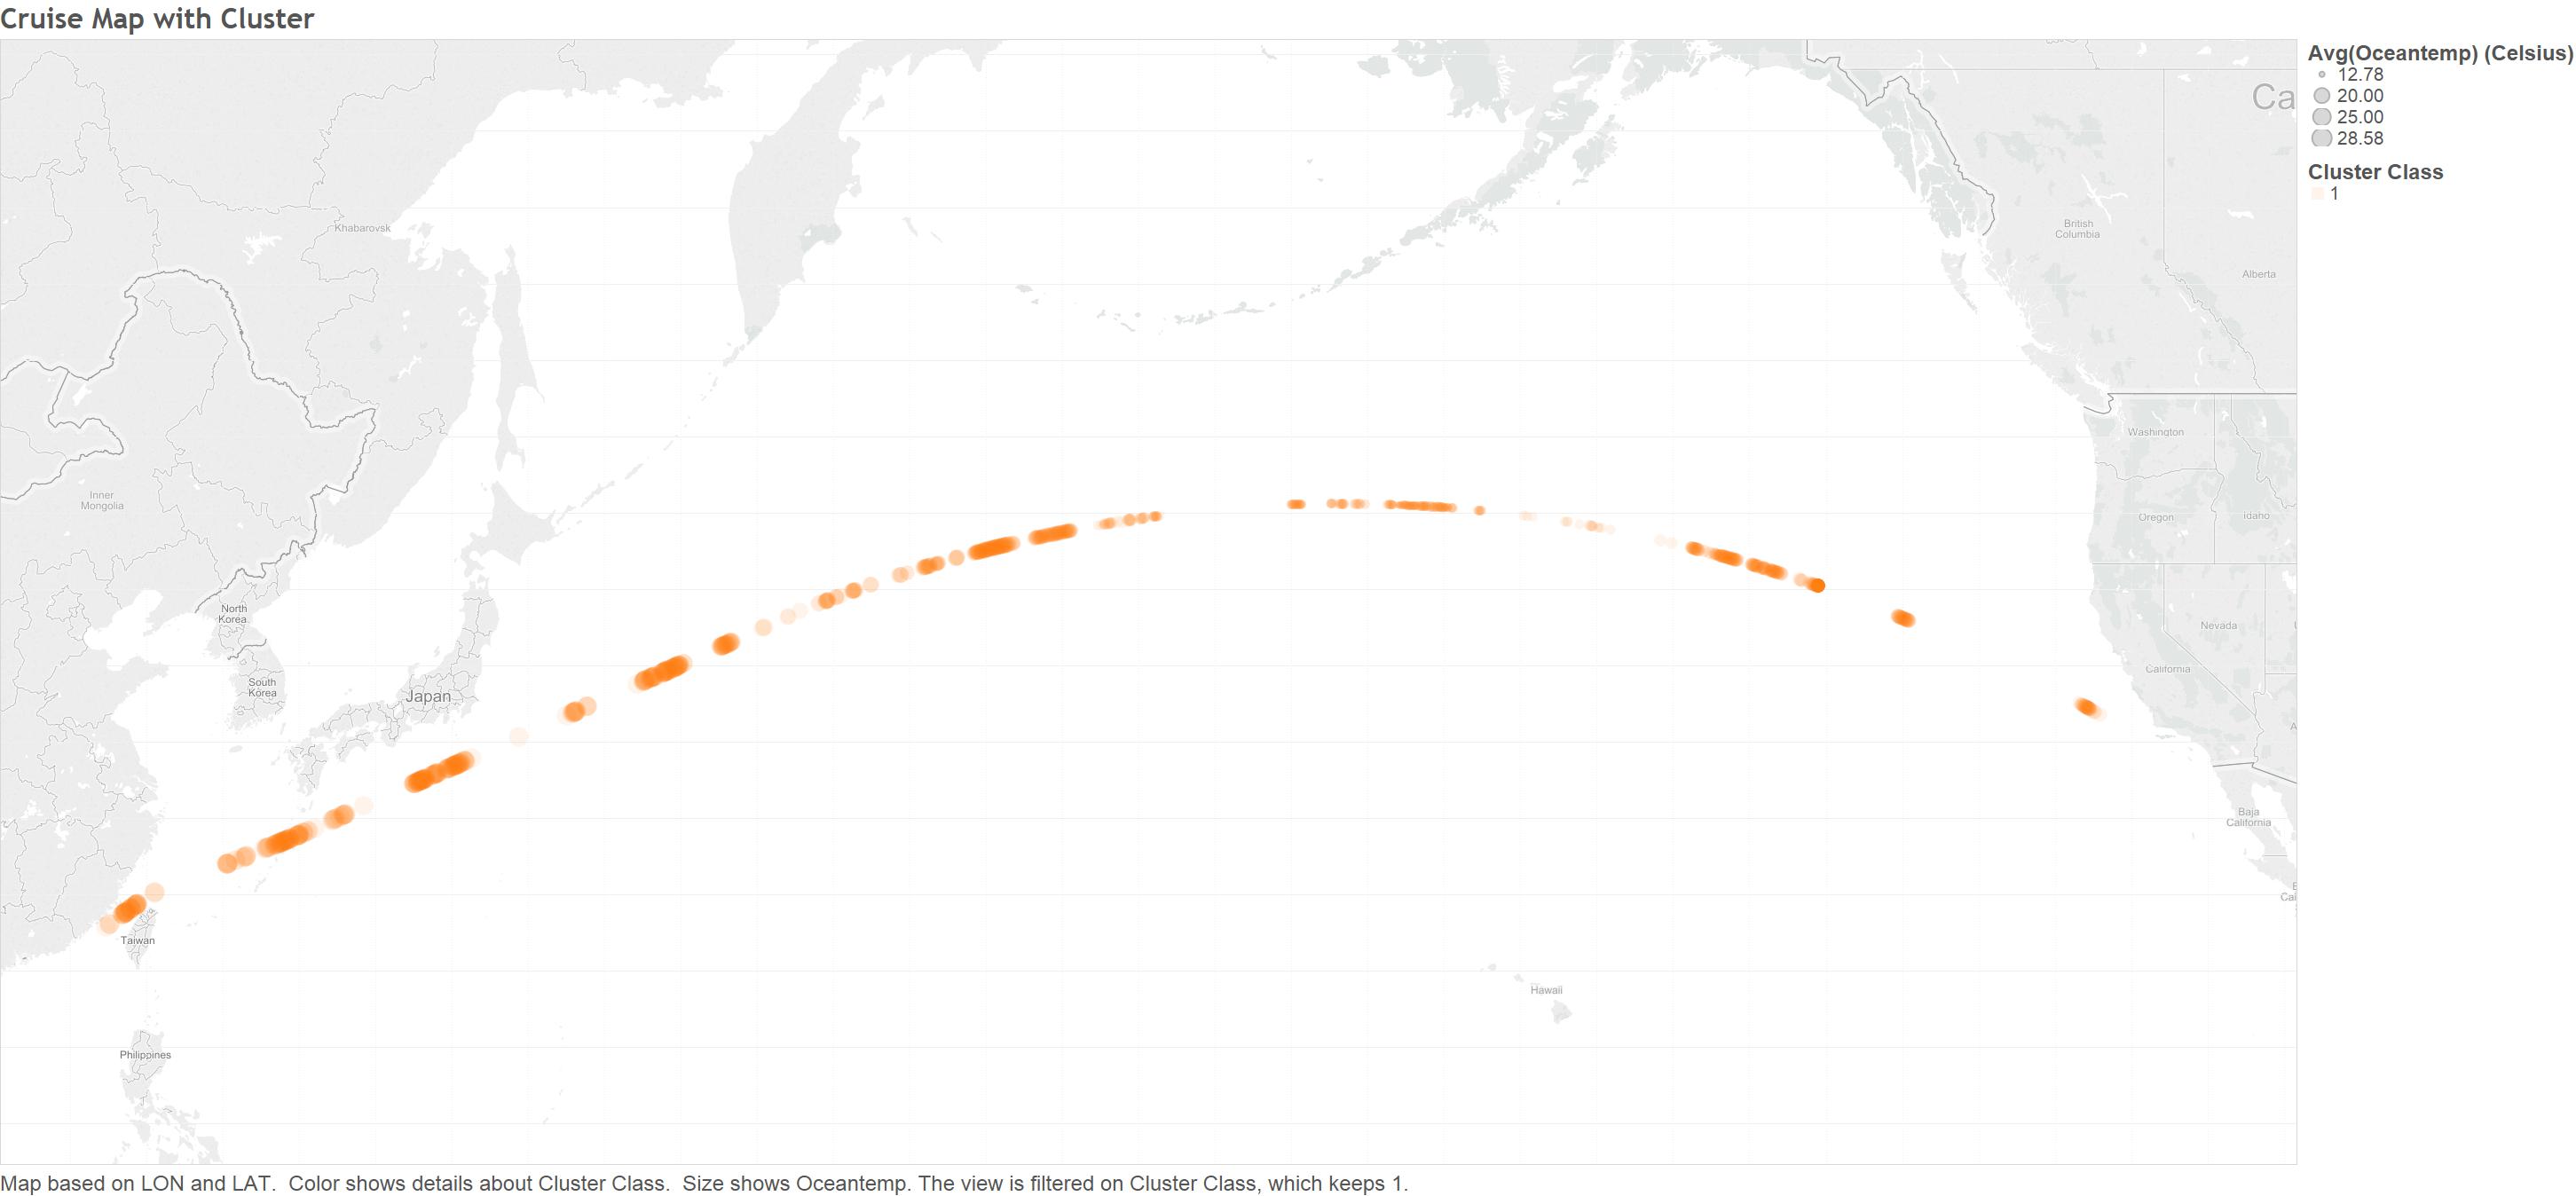 Cruise Map with Cluster
Avg(Oceantemp) (Celsius)
12.78
20.00
25.00
28.58
Cluster Class
1
Ca
Khabarovsk
British
Columbia
Alberta
Washington
Inner
Mongolia
Oregon
Idaho
North
Korea
Nevada
South
Korea
Japan
California
Baja
California
Cal
Taiwan
Hawaii
Philippines
Map based on LON and LAT.  Color shows details about Cluster Class.  Size shows Oceantemp. The view is filtered on Cluster Class, which keeps 1.